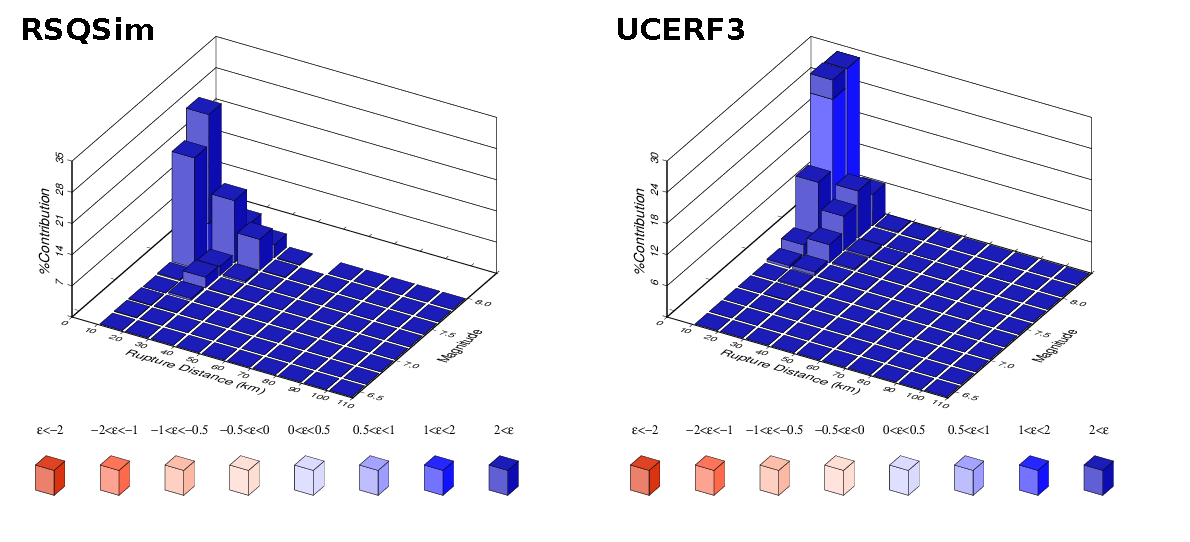 RSQSim
%Contribution
35
28
21
14
7
0
10
20
30
40
50
60
70
80
90
100
110
Rupture Distance (km)
6.5
7.0
7.5
8.0
Magnitude
ε<−2
−2<ε<−1
−1<ε<−0.5
−0.5<ε<0
0<ε<0.5
0.5<ε<1
1<ε<2
2<ε
UCERF3
%Contribution
30
24
18
12
6
0
10
20
30
40
50
60
70
80
90
100
110
Rupture Distance (km)
6.5
7.0
7.5
8.0
Magnitude
ε<−2
−2<ε<−1
−1<ε<−0.5
−0.5<ε<0
0<ε<0.5
0.5<ε<1
1<ε<2
2<ε